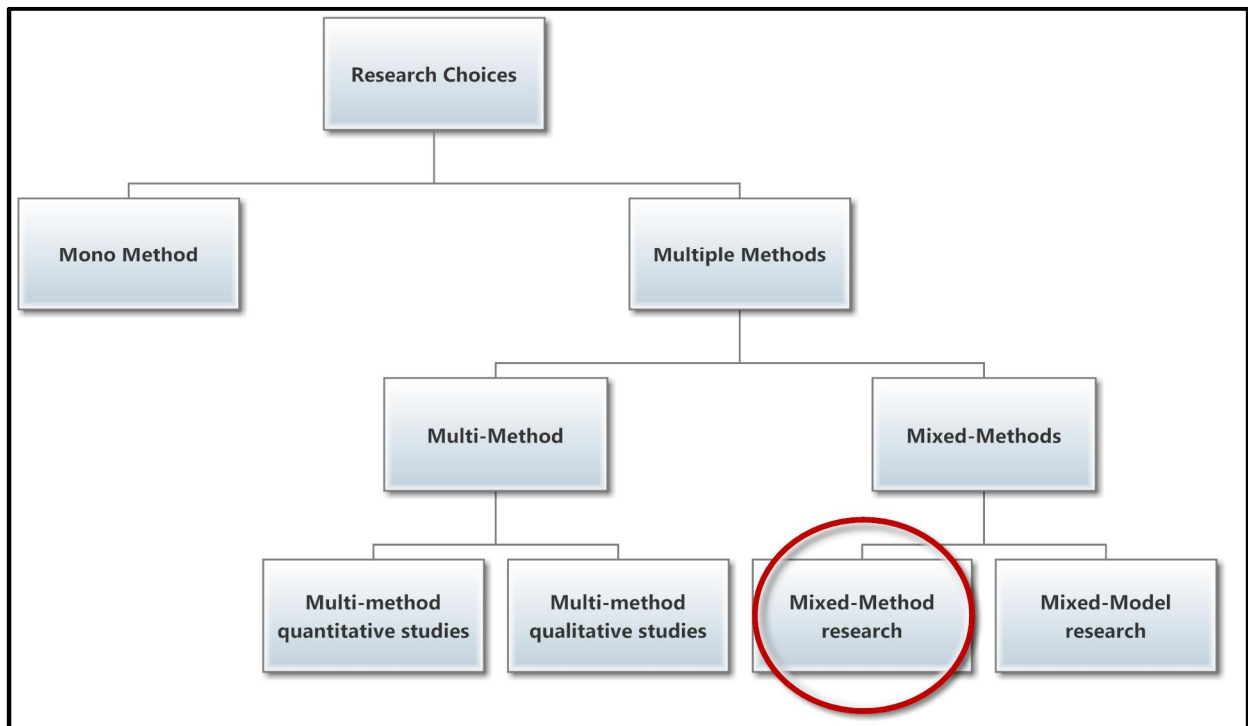 Research Choices
Mono Method
Multiple Methods
Multi-Method
Mixed-Methods
Multi-method
quantitative studies
Multi-method
qualitative studies
Mixed-Method
research
Mixed-Model
research